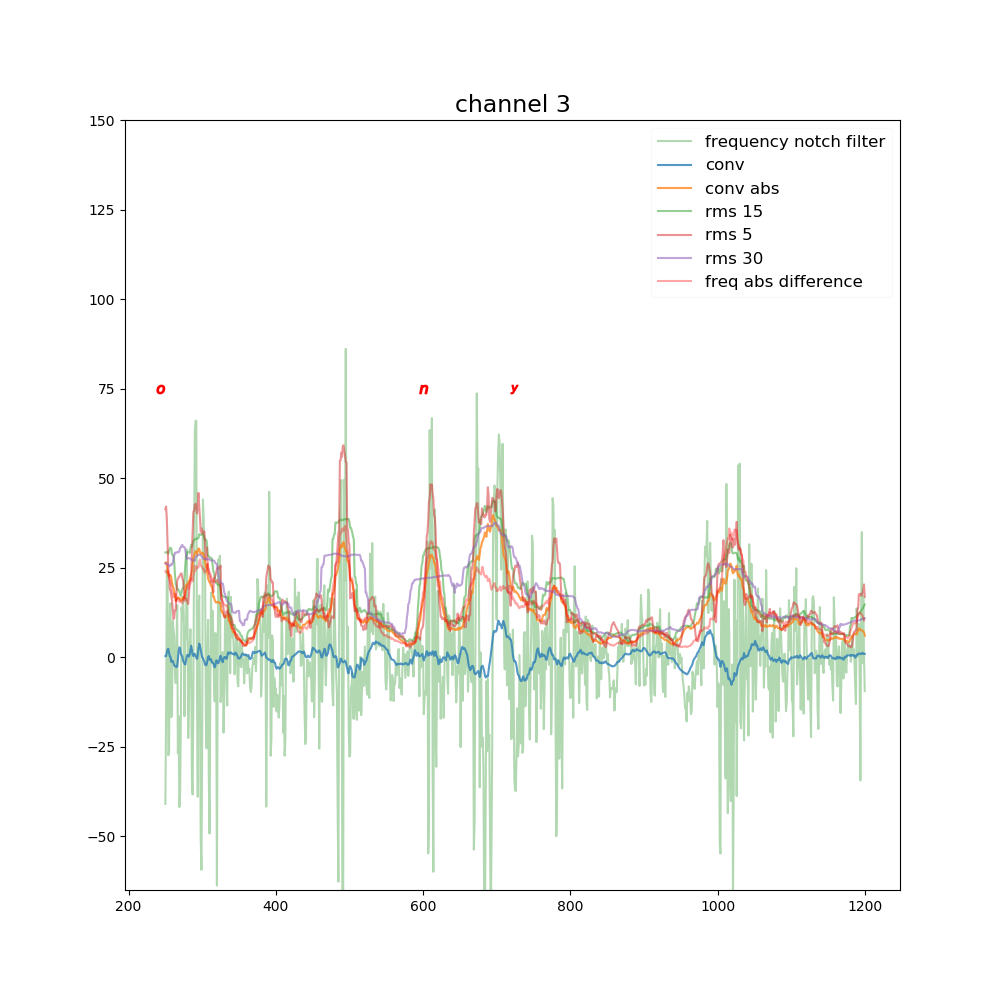 channel 3
150
125
100
75
50
25
0
−25
−50
frequency notch filter
conv
conv abs
rms 15
rms 5
rms 30
freq abs difference
o
n
y
200
400
600
800
1000
1200